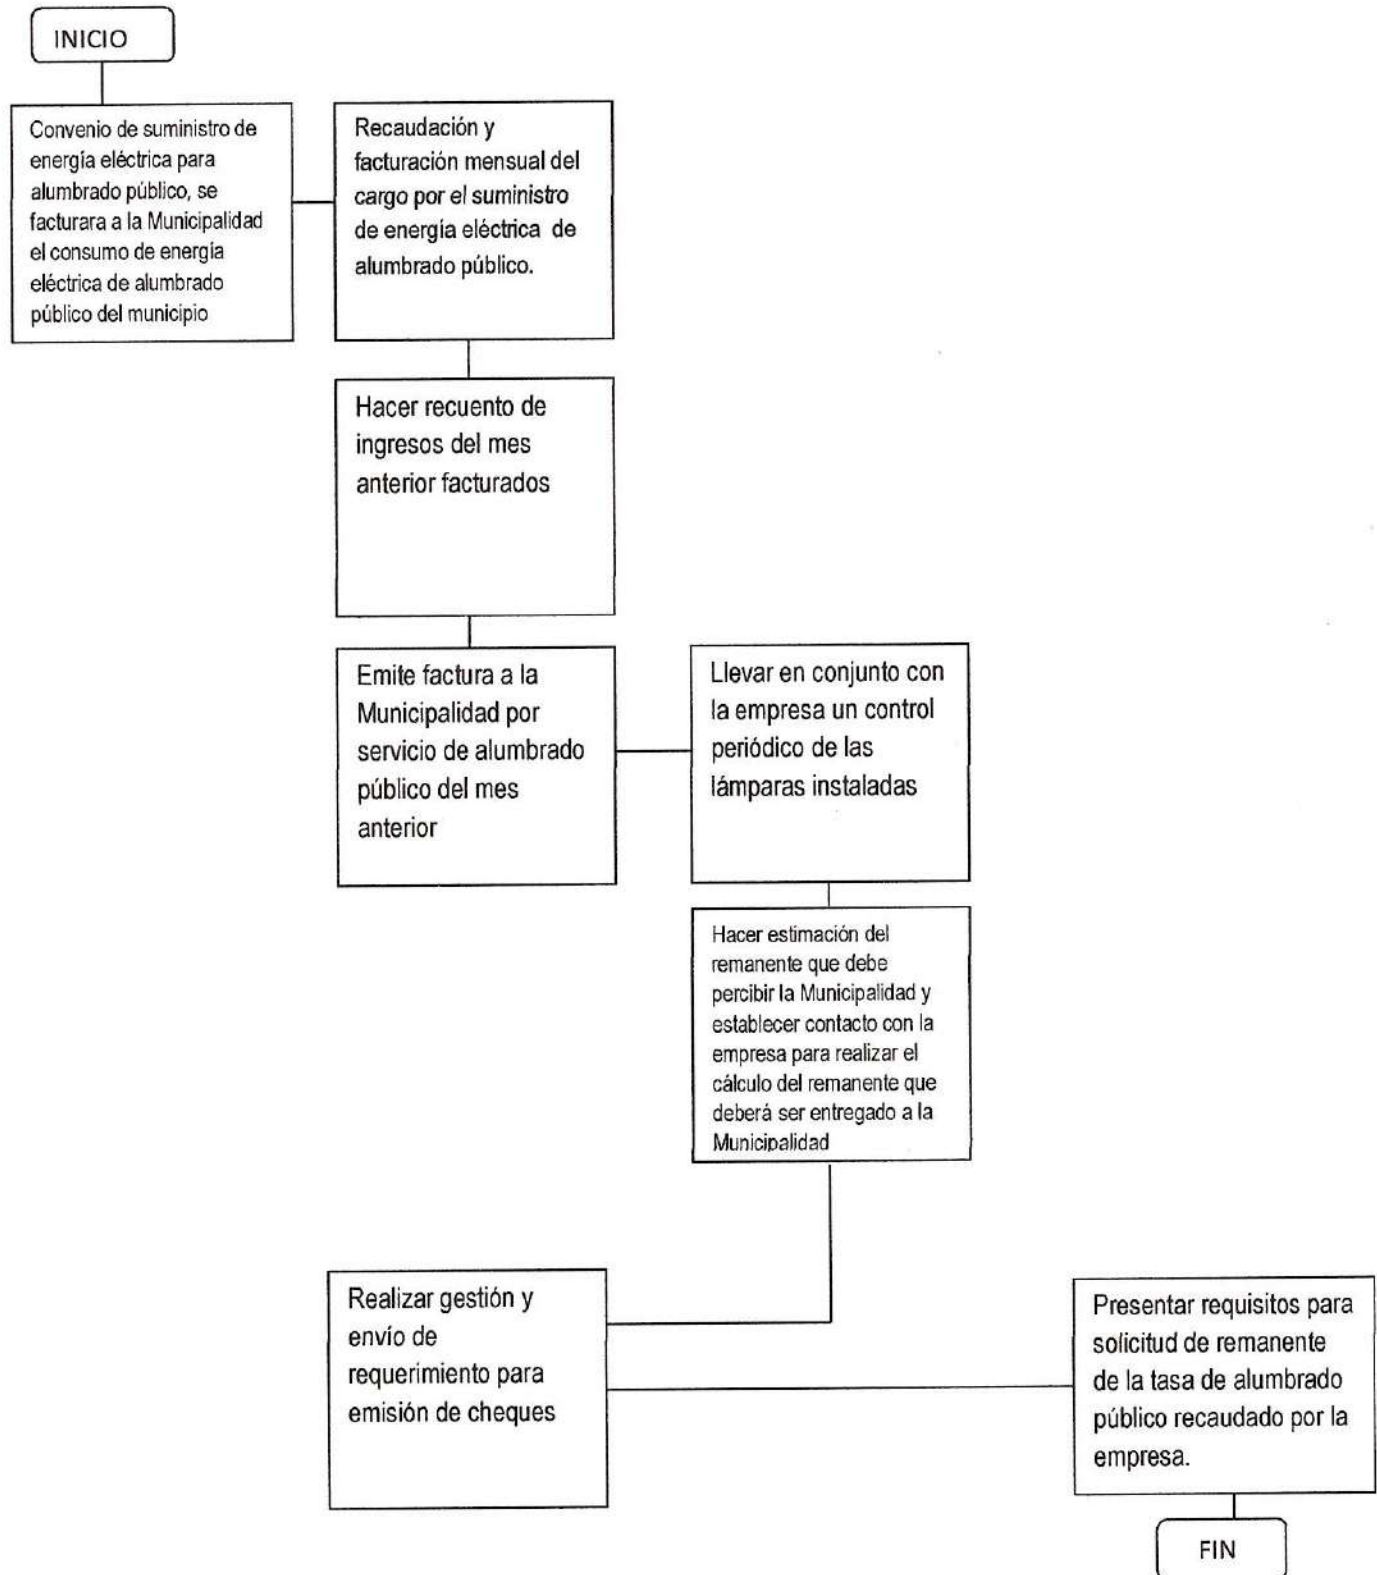 INICIO
Convenio de suministro de
energía eléctrica para
alumbrado público, se
facturara a la Municipalidad
el consumo de energía
eléctrica de alumbrado
público del municipio
Recaudación y
facturación mensual del
cargo por el suministro
de energía eléctrica de
alumbrado público.
Hacer recuento de
ingresos del mes
anterior facturados
Emite factura a la
Municipalidad por
servicio de alumbrado
público del mes
anterior
Llevar en conjunto con
la empresa un control
periódico de las
lámparas instaladas
Hacer estimación del
remanente que debe
percibir la Municipalidad y
establecer contacto con la
empresa para realizar el
cálculo del remanente que
deberá ser entregado a la
Municipalidad
Realizar gestión y
envío de
requerimiento para
emisión de cheques
Presentar requisitos para
solicitud de remanente
de la tasa de alumbrado
público recaudado por la
empresa.
FIN